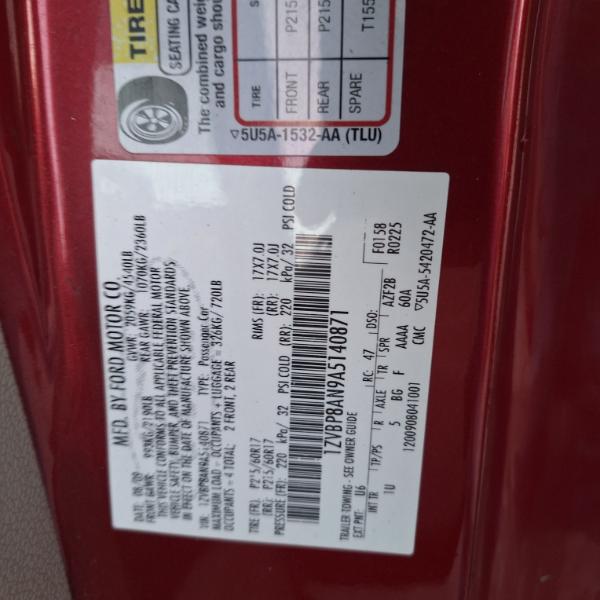 TIRE
SEATING CA
The combined wei
and cargo shou
TIRE
FRONT P215
REAR P215
SPARE T155
▽5U5A-1532-AA (TLU)
MFD. BY FORD MOTOR CO.
DATE: 08/09 GVWR: 2059KG/4540LB
FRONT GAWR: 993KG/2190LB REAR GAWR: 1070KG/2360LB
THIS VEHICLE CONFORMS TO ALL APPLICABLE FEDERAL MOTOR
VEHICLE SAFETY, BUMPER, AND THEFT PREVENTION STANDARDS
IN EFFECT ON THE DATE OF MANUFACTURE SHOWN ABOVE.
VIN: 1ZVBP8AN9A5140871 TYPE: Passenger Car
MAXIMUM LOAD = OCCUPANTS + LUGGAGE = 326KG/720LB
OCCUPANTS = 4 TOTAL: 2 FRONT, 2 REAR
TIRE (FR): P215/60R17 RIMS (FR): 17X7.0J
(RR): P215/60R17 (RR): 17X7.0J
PRESSURE (FR): 220 kPa/ 32 PSI COLD (RR): 220 kPa/ 32 PSI COLD
1ZVBP8AN9A5140871
TRAILER TOWING - SEE OWNER GUIDE F0158
EXT PNT: U6 RC: 47 DSO: R0225
INT TR TP/PS R AXLE TR SPR AZF2B
1U 5 BG F AAAA 60A
1200908041001 CMC ▽5U5A-5420472-AA